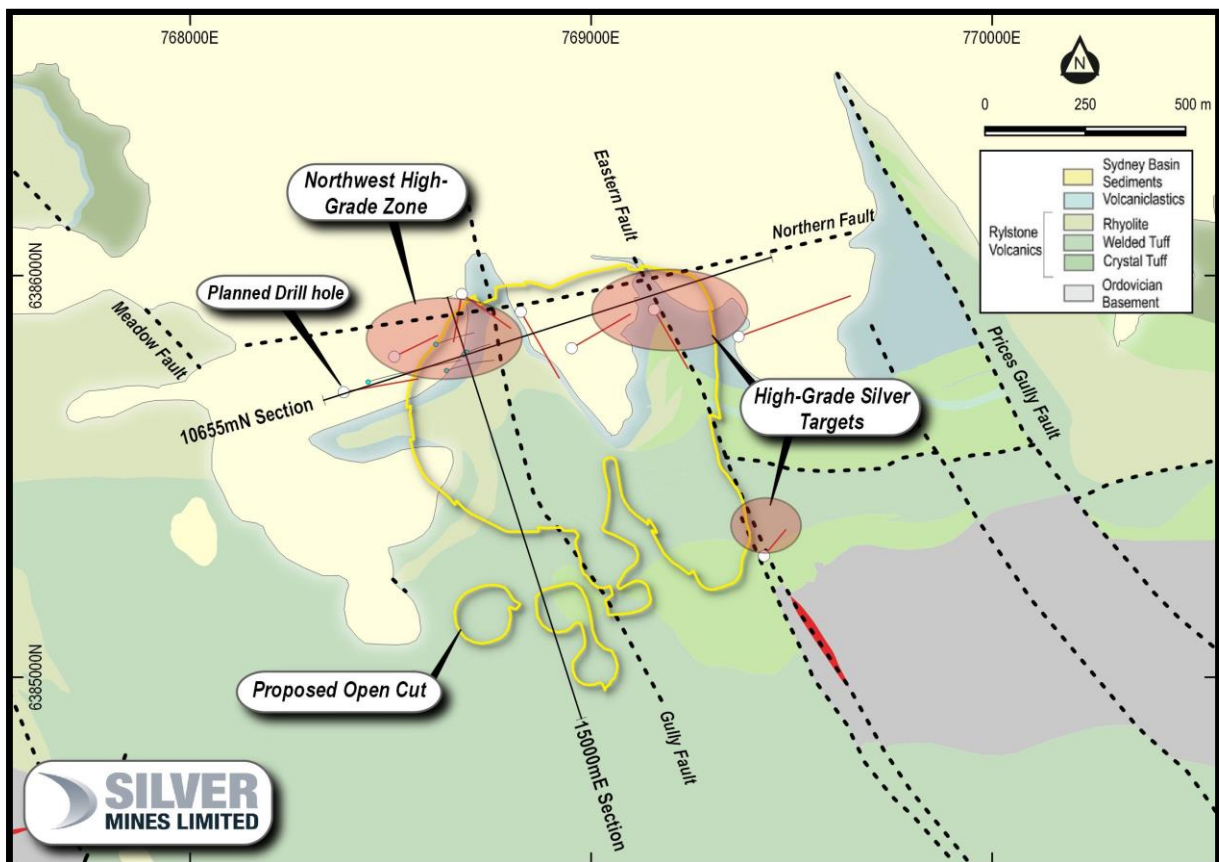 768000E
769000E
770000E
N
0
250
500 m
Sydney Basin
Sediments
Volcaniclastics
Rhyolite
Rylstone
Volcanics
Welded Tuff
Crystal Tuff
Ordovician
Basement
Northwest High-
Grade Zone
Eastern Fault
Northern Fault
6386000N
Planned Drill hole
Meadow Fault
Prices Gully Fault
10655mN Section
High-Grade Silver
Targets
6385000N
Proposed Open Cut
Gully Fault
15000mE Section
SILVER
MINES LIMITED